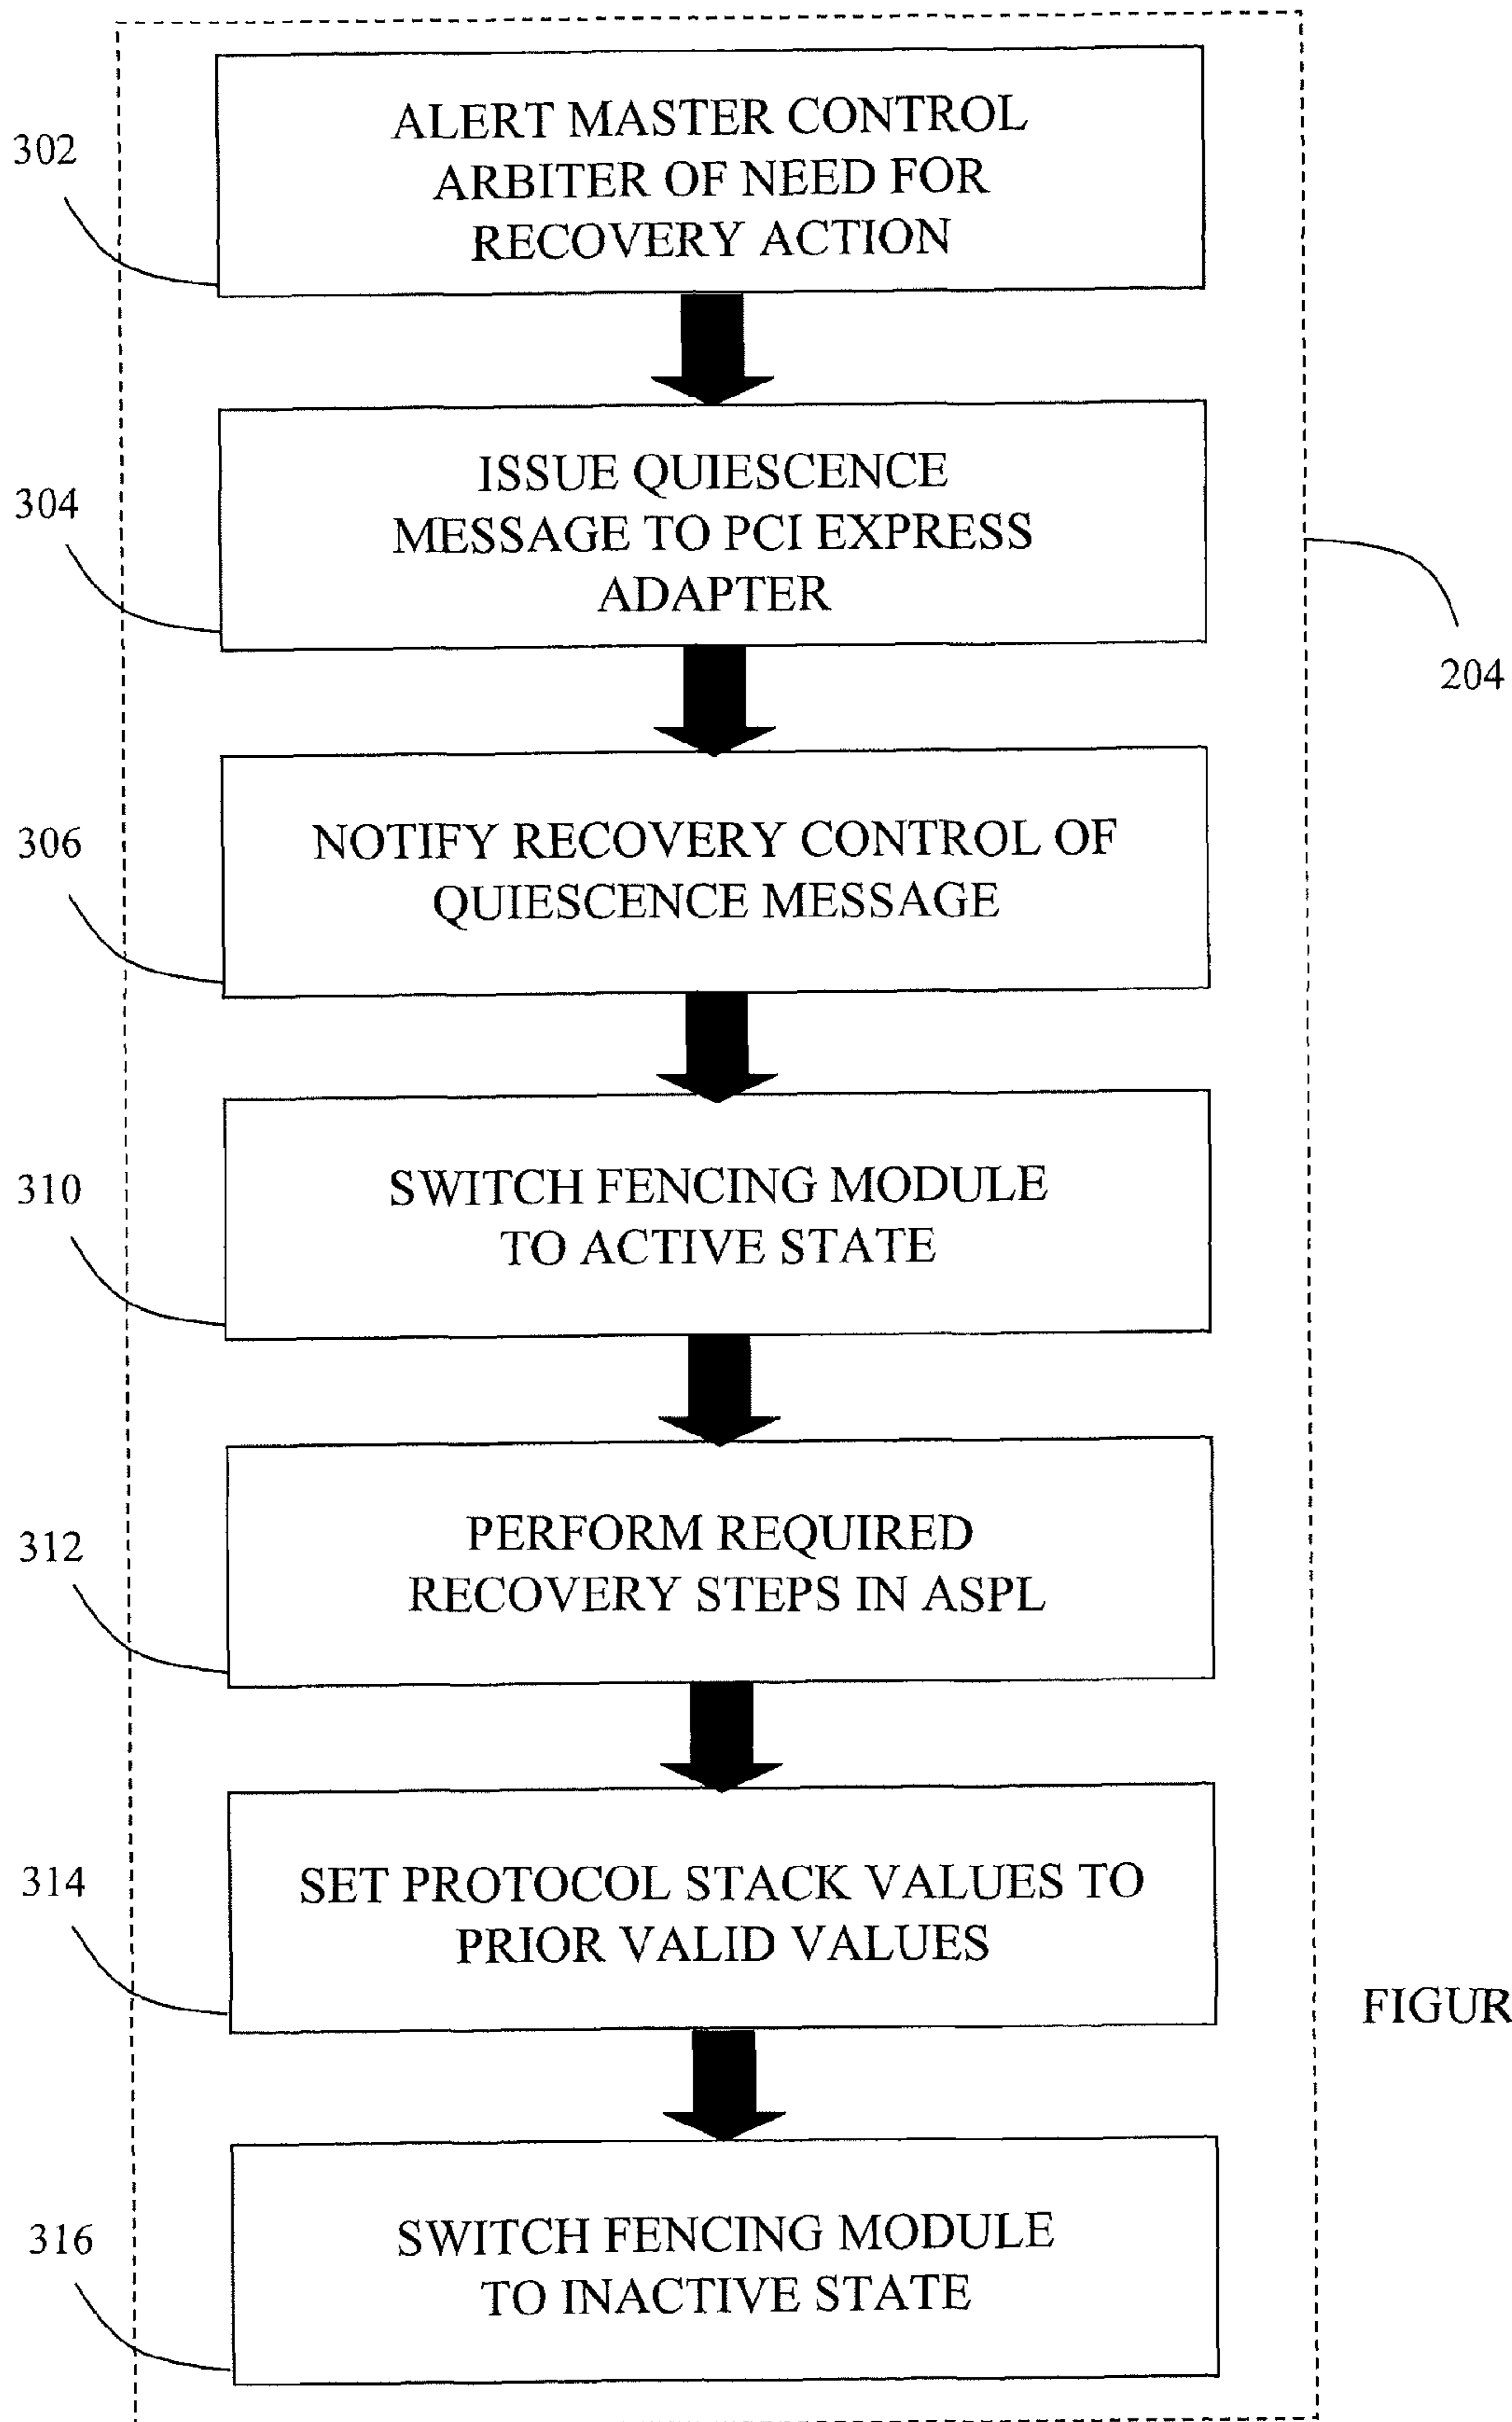 302
ALERT MASTER CONTROL
ARBITER OF NEED FOR
RECOVERY ACTION
304
ISSUE QUIESCENCE
MESSAGE TO PCI EXPRESS
ADAPTER
204
306
NOTIFY RECOVERY CONTROL OF
QUIESCENCE MESSAGE
310
SWITCH FENCING MODULE
TO ACTIVE STATE
312
PERFORM REQUIRED
RECOVERY STEPS IN ASPL
314
SET PROTOCOL STACK VALUES TO
PRIOR VALID VALUES
FIGUR
316
SWITCH FENCING MODULE
TO INACTIVE STATE